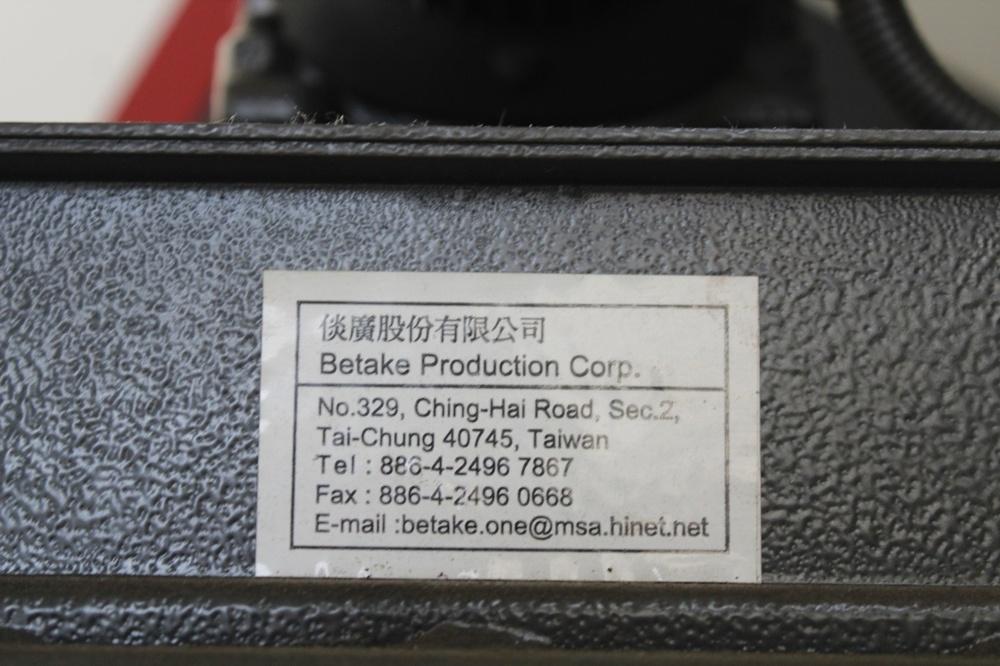 倓廣股份有限公司
Betake Production Corp.
No.329, Ching-Hai Road, Sec.2,
Tai-Chung 40745, Taiwan
Tel : 886-4-2496 7867
Fax : 886-4-2496 0668
E-mail :betake.one@msa.hinet.net